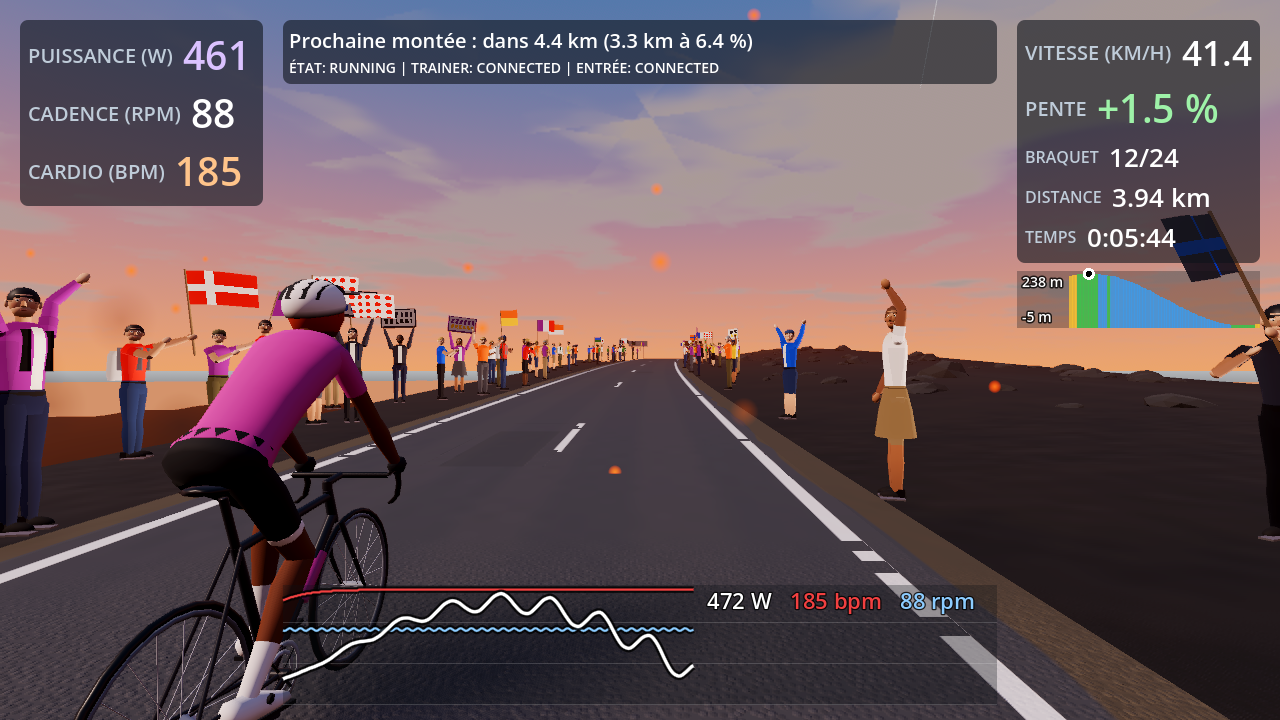 PUISSANCE (W) 461
CADENCE (RPM) 88
CARDIO (BPM) 185
Prochaine montée : dans 4.4 km (3.3 km à 6.4 %)
ÉTAT: RUNNING | TRAINER: CONNECTED | ENTRÉE: CONNECTED
VITESSE (KM/H) 41.4
PENTE +1.5 %
BRAQUET 12/24
DISTANCE 3.94 km
TEMPS 0:05:44
238 m
-5 m
472 W 185 bpm 88 rpm